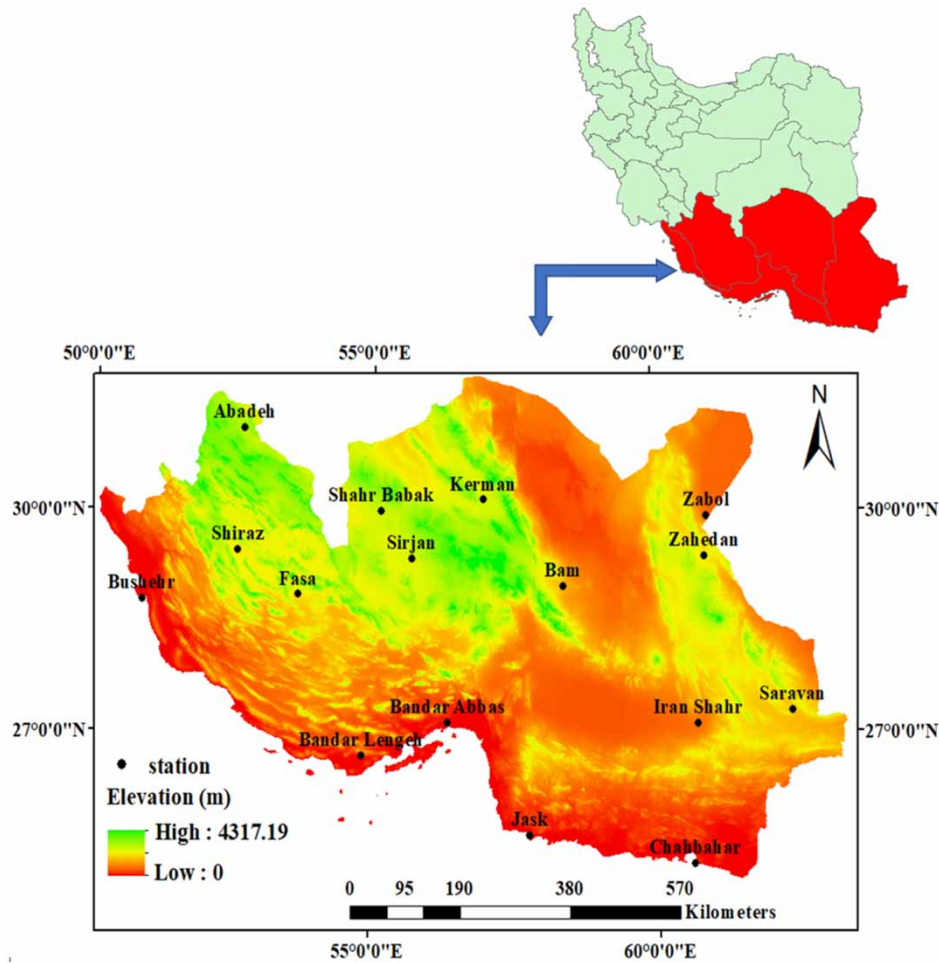 50°0'0"E
55°0'0"E
60°0'0"E
N
Abadeh
Kerman
Shahr Babak
Zabol
30°0'0"N
30°0'0"N
Shiraz
Sirjan
Zahedan
Bushehr
Fasa
Bam
Saravan
Bandar Abbas
Iran Shahr
27°0'0"N
27°0'0"N
Bandar Lengeh
station
Elevation (m)
High : 4317.19
Low : 0
Jask
Chahbahar
0 95 190 380 570
Kilometers
55°0'0"E
60°0'0"E